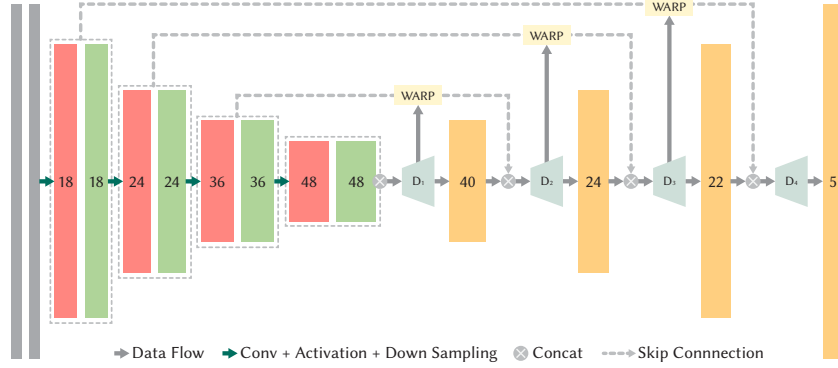 WARP
WARP
WARP
18 18 24 24 36 36 48 48 D₁ 40 D₂ 24 D₃ 22 D₄ 5
Data Flow Conv + Activation + Down Sampling Concat Skip Connnection